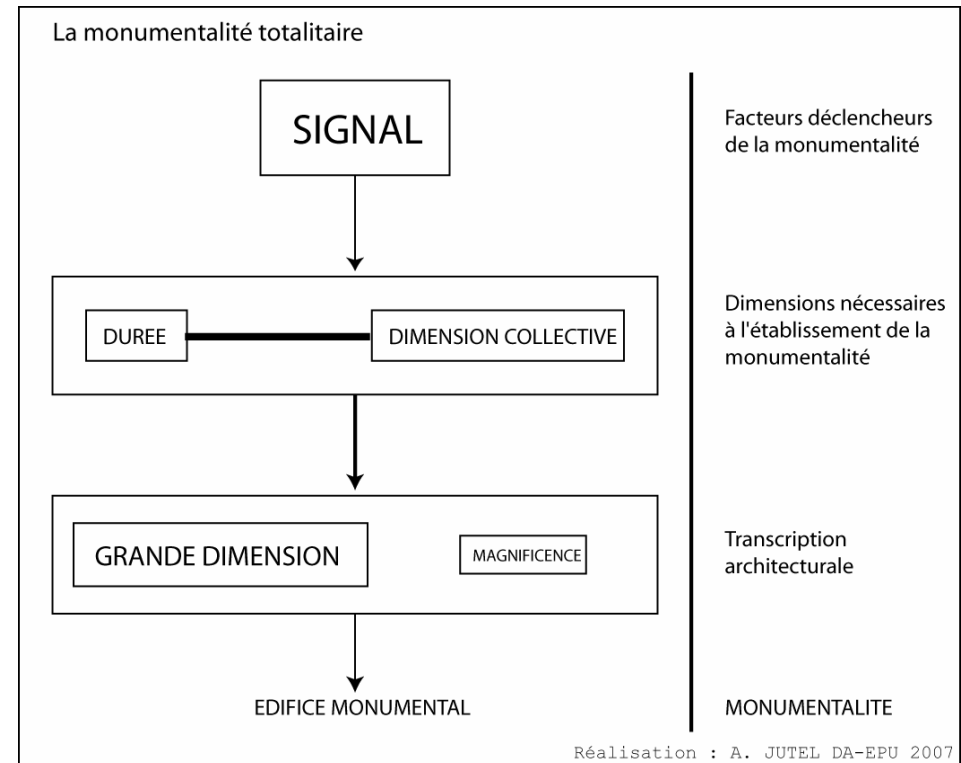 La monumentalité totalitaire
SIGNAL
Facteurs déclencheurs
de la monumentalité
DUREE
DIMENSION COLLECTIVE
Dimensions nécessaires
à l'établissement de la
monumentalité
GRANDE DIMENSION
MAGNIFICENCE
Transcription
architecturale
EDIFICE MONUMENTAL
MONUMENTALITE
Réalisation : A. JUTEL DA-EPU 2007